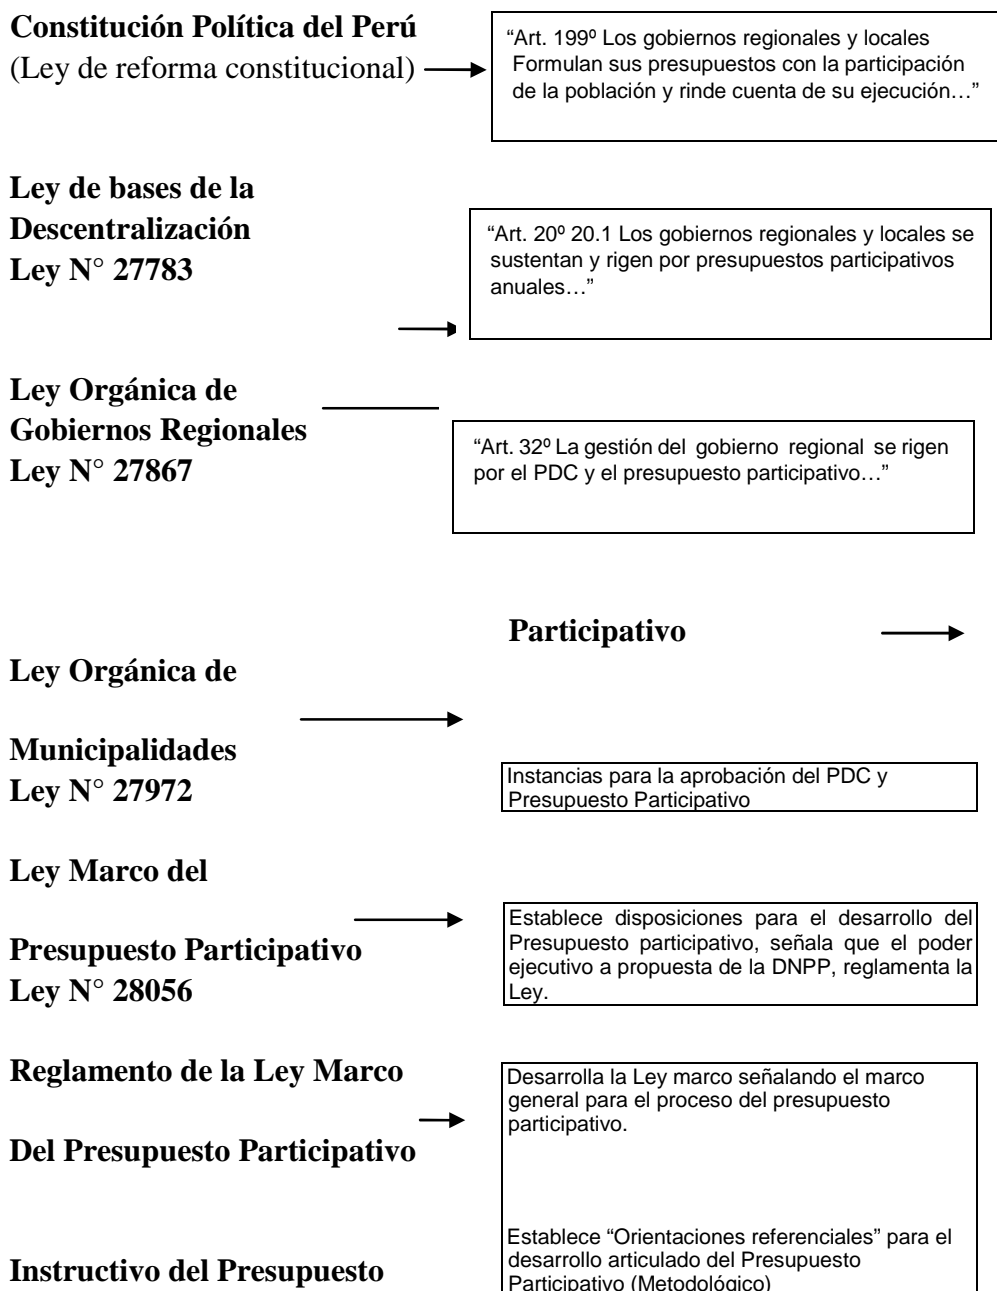 Constitución Política del Perú
(Ley de reforma constitucional)
“Art. 199º Los gobiernos regionales y locales
Formulan sus presupuestos con la participación
de la población y rinde cuenta de su ejecución…”
Ley de bases de la
Descentralización
Ley N° 27783
“Art. 20º 20.1 Los gobiernos regionales y locales se
sustentan y rigen por presupuestos participativos
anuales…”
Ley Orgánica de
Gobiernos Regionales
Ley N° 27867
“Art. 32º La gestión del gobierno regional se rigen
por el PDC y el presupuesto participativo…”
Participativo
Ley Orgánica de
Municipalidades
Ley N° 27972
Instancias para la aprobación del PDC y
Presupuesto Participativo
Ley Marco del
Presupuesto Participativo
Ley N° 28056
Establece disposiciones para el desarrollo del
Presupuesto participativo, señala que el poder
ejecutivo a propuesta de la DNPP, reglamenta la
Ley.
Reglamento de la Ley Marco
Del Presupuesto Participativo
Desarrolla la Ley marco señalando el marco
general para el proceso del presupuesto
participativo.
Instructivo del Presupuesto
Establece “Orientaciones referenciales” para el
desarrollo articulado del Presupuesto
Participativo (Metodológico)